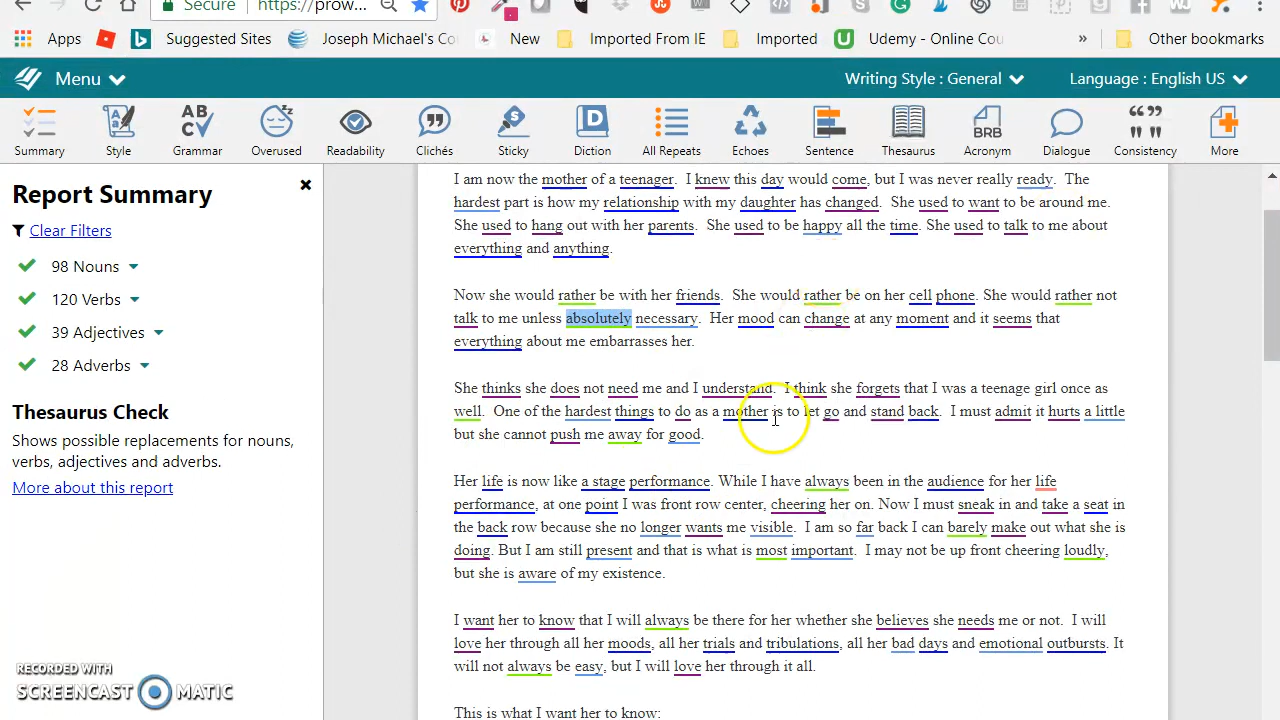 Secure https://prow...
Apps Suggested Sites Joseph Michael's Co New Imported From IE Imported Udemy - Online Cou » Other bookmarks
Menu Writing Style : General Language : English US
Summary Style Grammar Overused Readability Clichés Sticky Diction All Repeats Echoes Sentence Thesaurus Acronym Dialogue Consistency More
Report Summary
Clear Filters
98 Nouns
120 Verbs
39 Adjectives
28 Adverbs
Thesaurus Check
Shows possible replacements for nouns,
verbs, adjectives and adverbs.
More about this report
I am now the mother of a teenager. I knew this day would come, but I was never really ready. The
hardest part is how my relationship with my daughter has changed. She used to want to be around me.
She used to hang out with her parents. She used to be happy all the time. She used to talk to me about
everything and anything.
Now she would rather be with her friends. She would rather be on her cell phone. She would rather not
talk to me unless absolutely necessary. Her mood can change at any moment and it seems that
everything about me embarrasses her.
She thinks she does not need me and I understand. I think she forgets that I was a teenage girl once as
well. One of the hardest things to do as a mother is to let go and stand back. I must admit it hurts a little
but she cannot push me away for good.
Her life is now like a stage performance. While I have always been in the audience for her life
performance, at one point I was front row center, cheering her on. Now I must sneak in and take a seat in
the back row because she no longer wants me visible. I am so far back I can barely make out what she is
doing. But I am still present and that is what is most important. I may not be up front cheering loudly,
but she is aware of my existence.
I want her to know that I will always be there for her whether she believes she needs me or not. I will
love her through all her moods, all her trials and tribulations, all her bad days and emotional outbursts. It
will not always be easy, but I will love her through it all.
This is what I want her to know:
RECORDED WITH
SCREENCAST MATIC